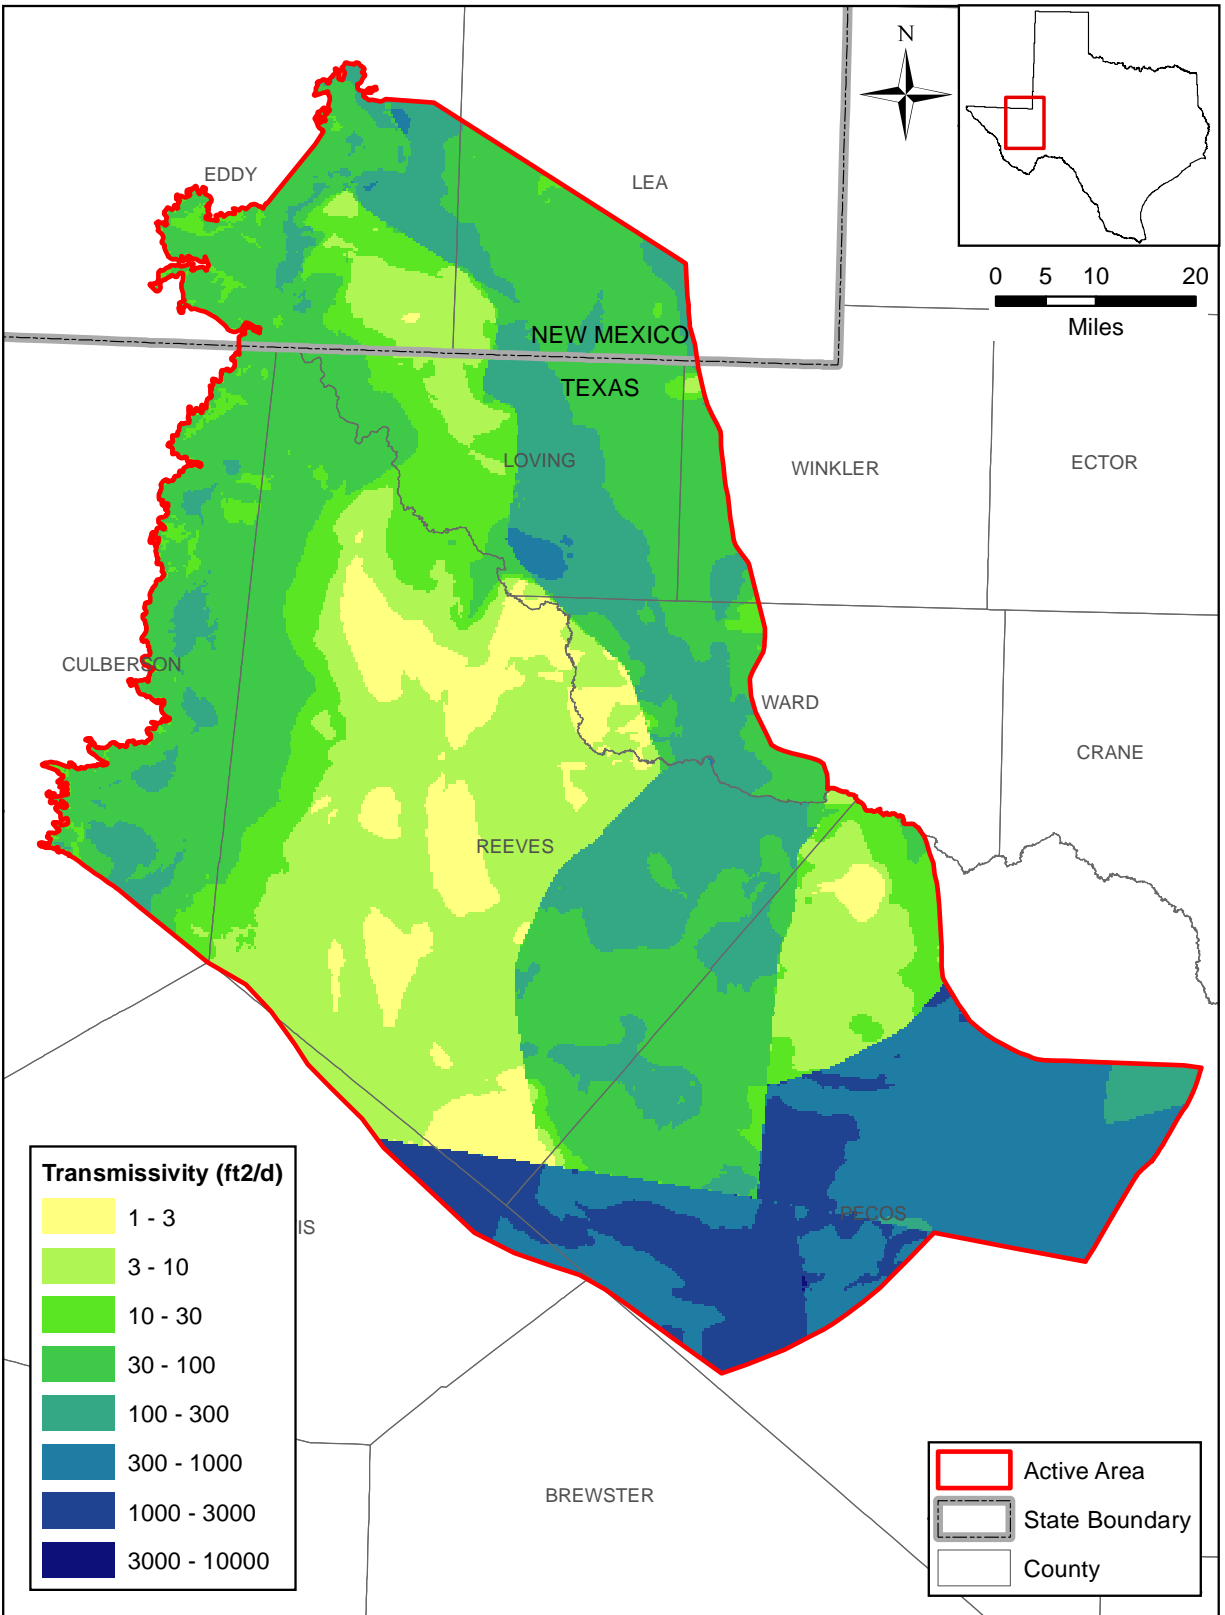 N
EDDY
LEA
0 5 10 20
Miles
NEW MEXICO
TEXAS
LOVING
WINKLER
ECTOR
CULBERSON
WARD
CRANE
REEVES
PECOS
IS
BREWSTER
Transmissivity (ft2/d)
1 - 3
3 - 10
10 - 30
30 - 100
100 - 300
300 - 1000
1000 - 3000
3000 - 10000
Active Area
State Boundary
County